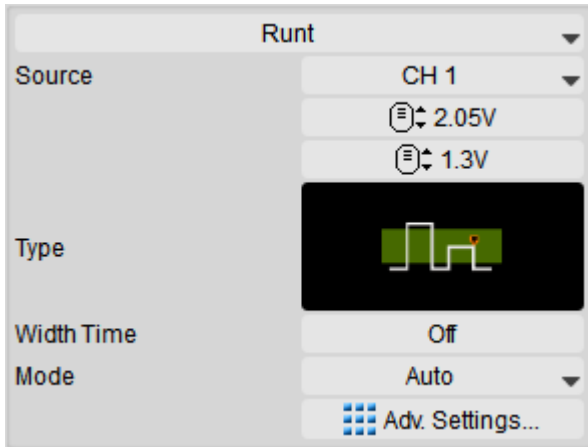 Runt
Source CH 1
2.05V
1.3V
Type
Width Time Off
Mode Auto
Adv. Settings...